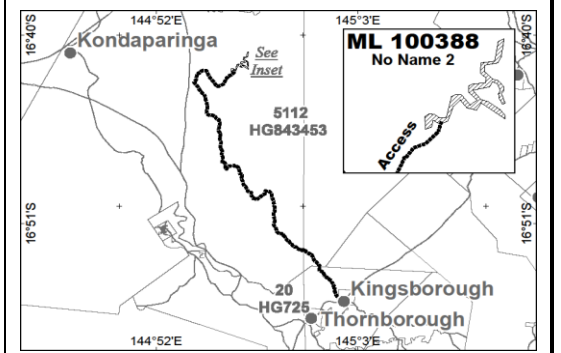 144°52'E
145°3'E
16°40'S
16°40'S
Kondaparinga
See
Inset
ML 100388
No Name 2
Access
5112
HG843453
16°51'S
16°51'S
20
HG725
Kingsborough
Thornborough
144°52'E
145°3'E